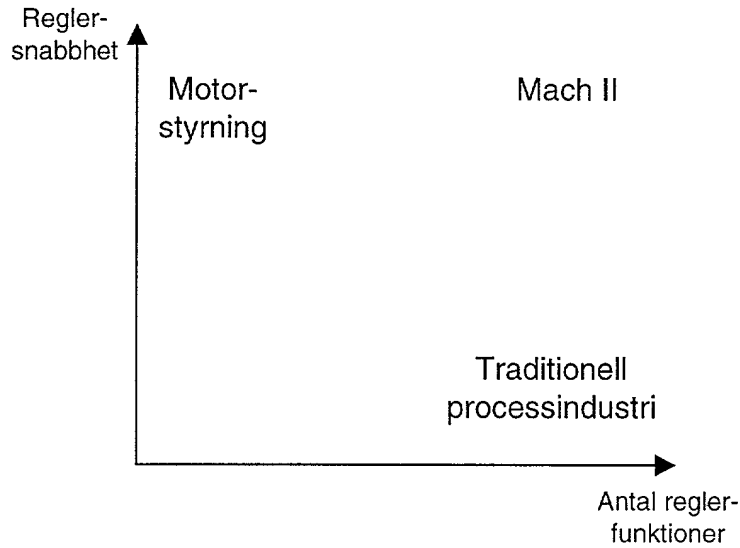 Regler-
snabbhet
Motor-
styrning
Mach II
Traditionell
processindustri
Antal regler-
funktioner